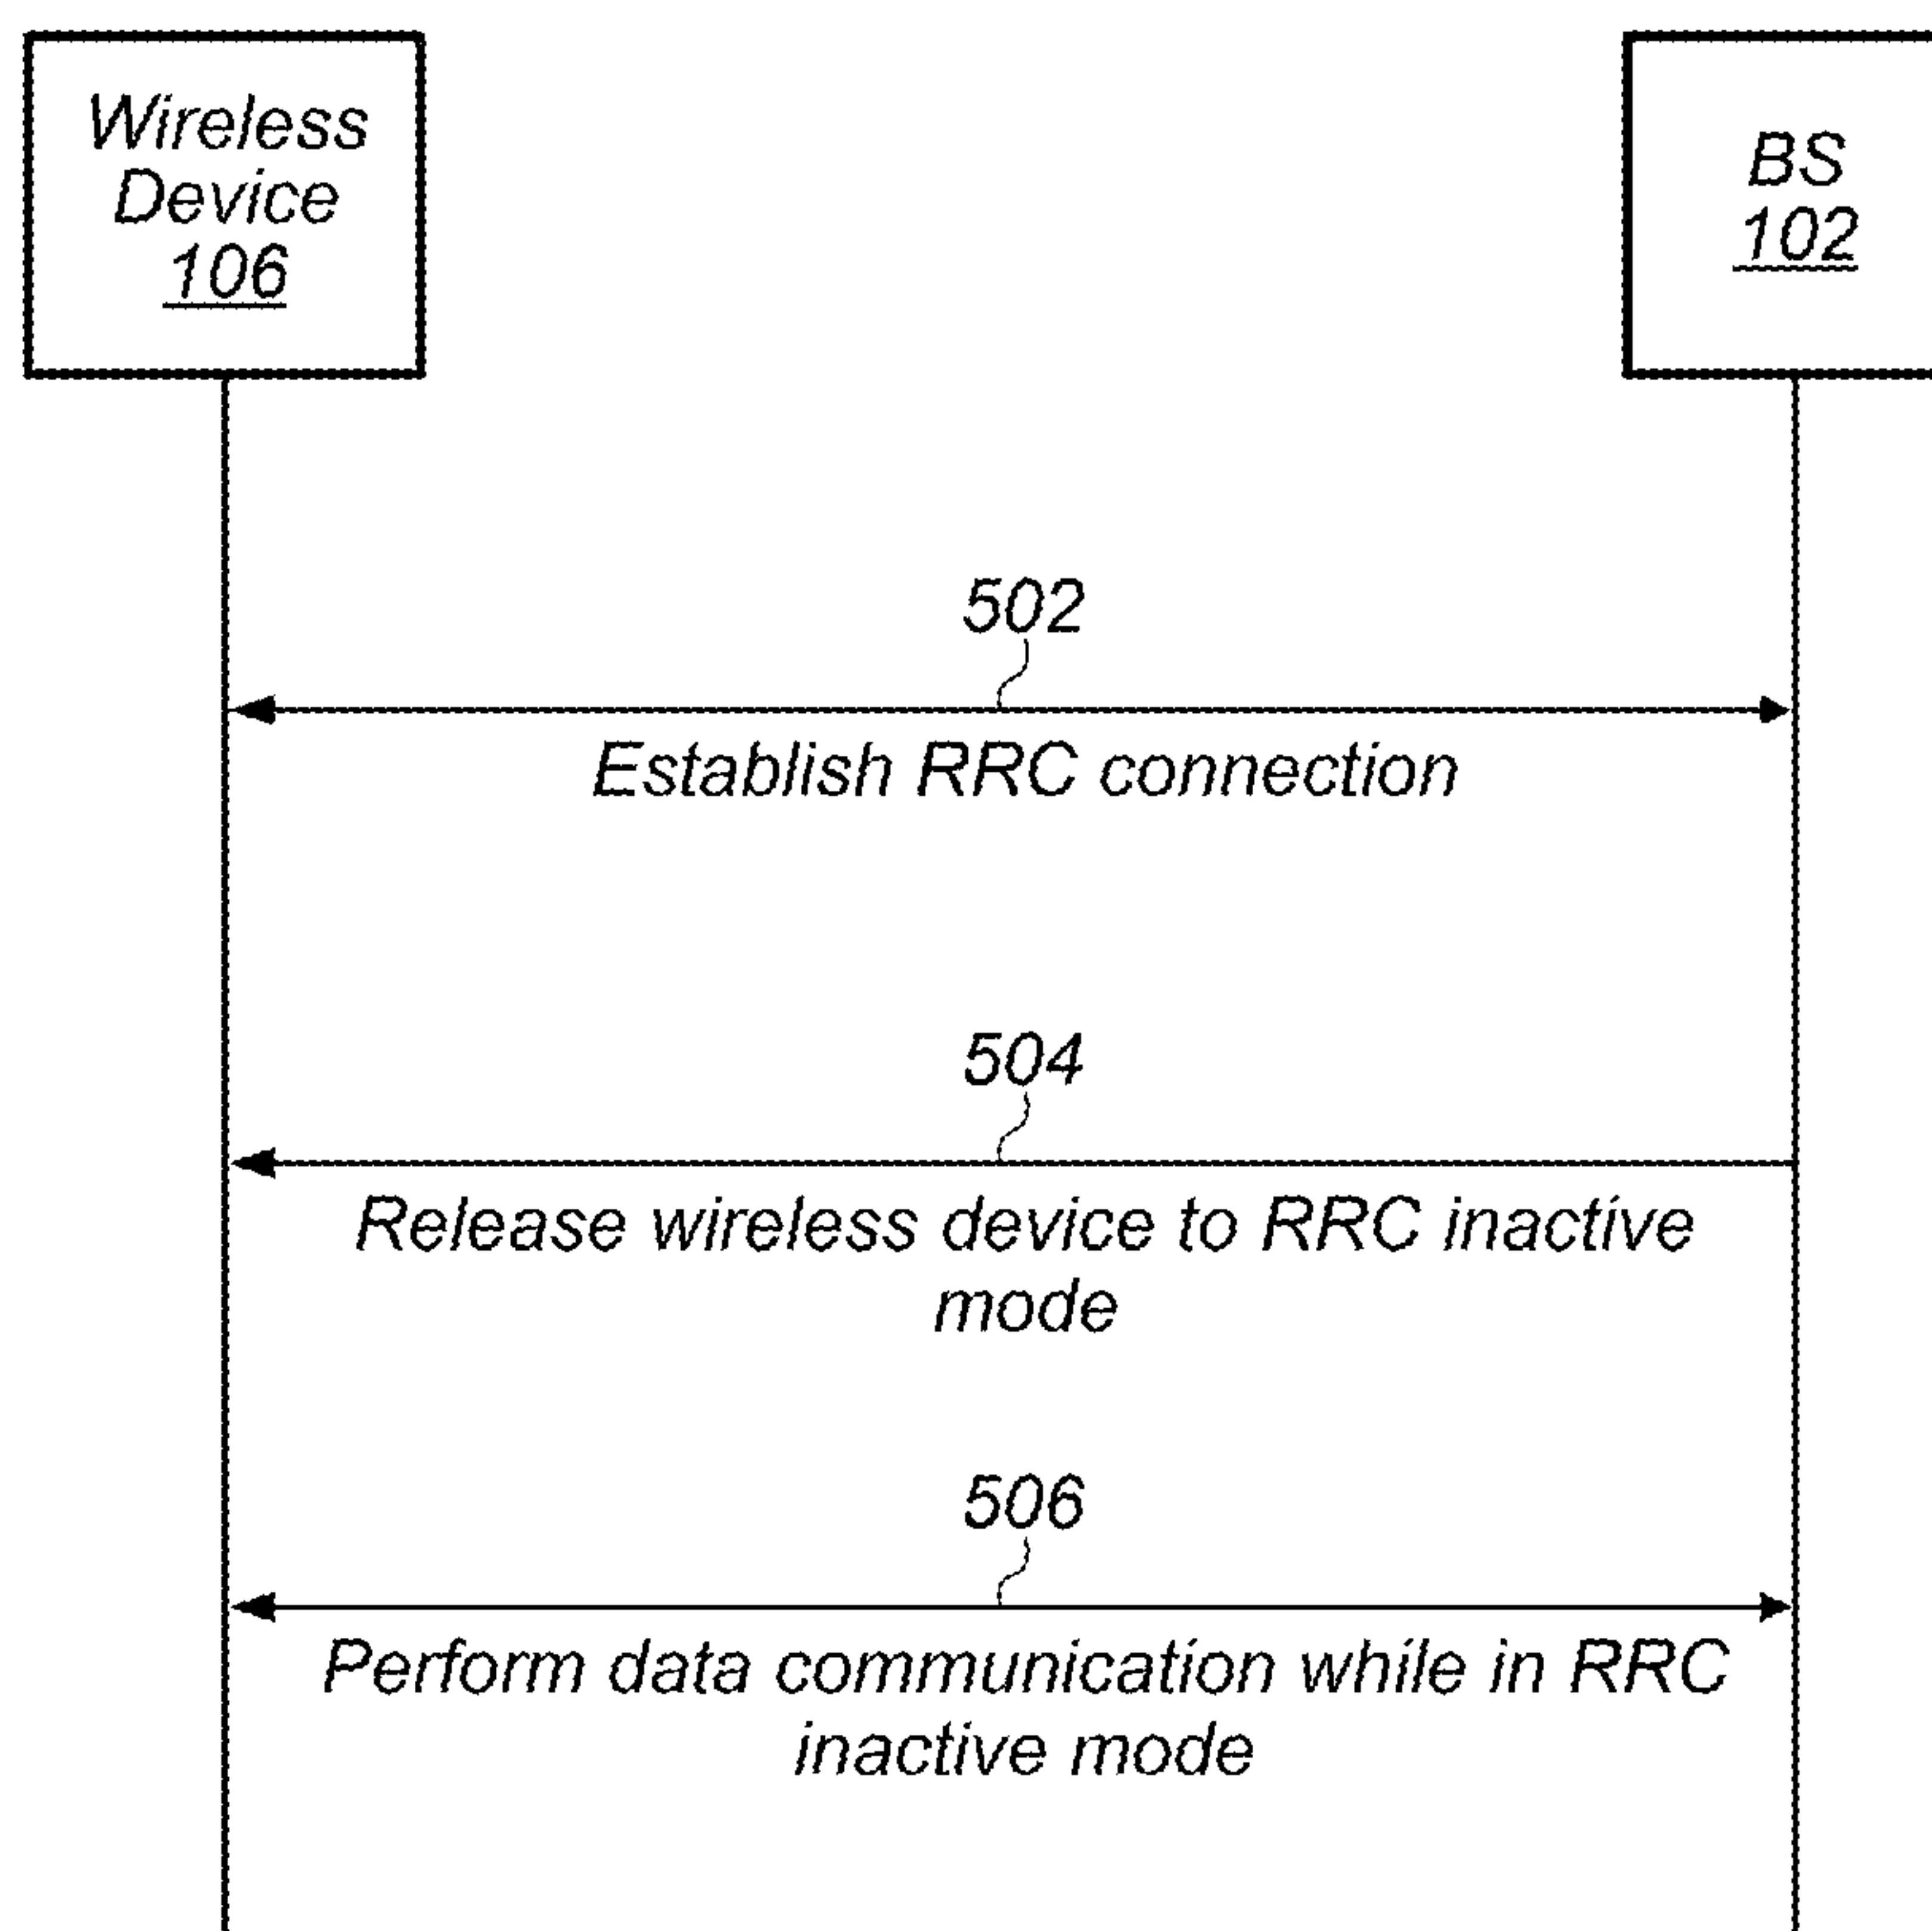 Wireless
Device
106
BS
102
502
Establish RRC connection
504
Release wireless device to RRC inactive
mode
506
Perform data communication while in RRC
inactive mode